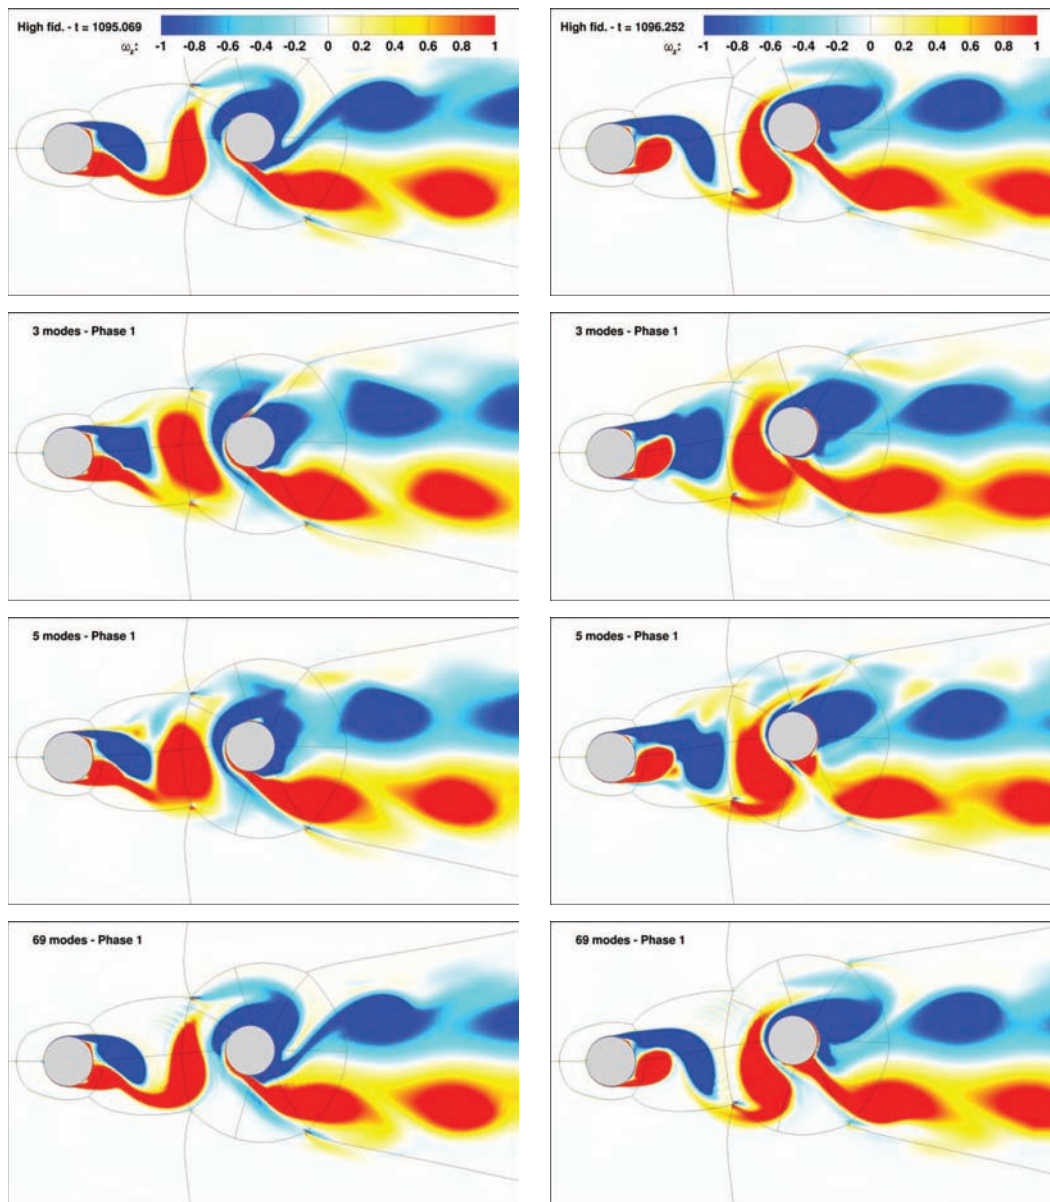 High fid. - t = 1095.069
ω_z: -1 -0.8 -0.6 -0.4 -0.2 0 0.2 0.4 0.6 0.8 1
High fid. - t = 1096.252
ω_z: -1 -0.8 -0.6 -0.4 -0.2 0 0.2 0.4 0.6 0.8 1
3 modes - Phase 1
3 modes - Phase 1
5 modes - Phase 1
5 modes - Phase 1
69 modes - Phase 1
69 modes - Phase 1